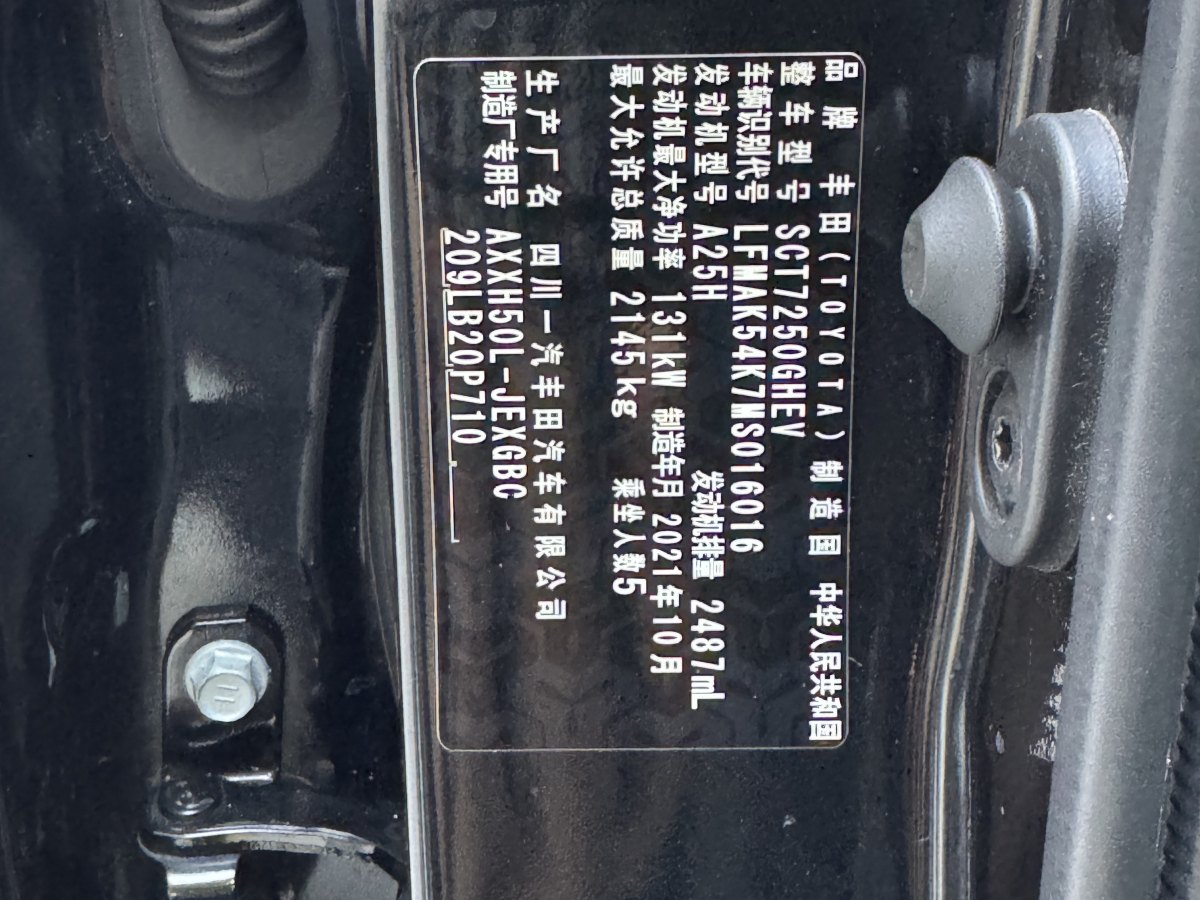 品牌 丰田(TOYOTA) 制造国 中华人民共和国
整车型号 SCT7250GHEV
车辆识别代号 LFMAK54K7MS016016
发动机型号 A25H 发动机排量 2487mL
发动机最大净功率 131kW 制造年月 2021年10月
最大允许总质量 2145kg 乘坐人数5
生产厂名 四川一汽丰田汽车有限公司
制造厂专用号 AXXH50L-JEXGBC
209 LB20 P710